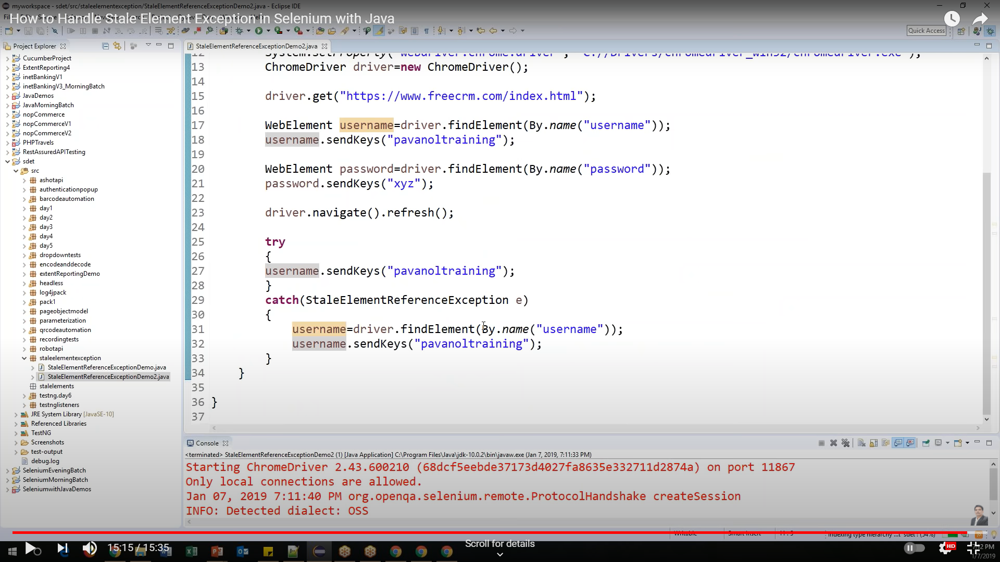 myworkspace - sdet/src/staleelementexception/StaleElementReferenceExceptionDemo2.java - Eclipse IDE
How to Handle Stale Element Exception in Selenium with Java
Quick Access
Project Explorer
StaleElementReferenceExceptionDemo2.java
CucumberProject
ExtentReporting4
inetBankingV1
inetBankingV3_MorningBatch
JavaDemos
JavaMorningBatch
nopCommerce
nopCommerceV1
nopCommerceV2
PHPTravels
RestAssuredAPITesting
sdet
src
ashotapi
authenticationpopup
barcodeautomation
day1
day2
day3
day4
day5
dropdowntests
encodeanddecode
extentReportingDemo
headless
log4jpack
pack1
pageobjectmodel
parameterization
qrcodeautomation
recordingtests
robotapi
staleelementexception
StaleElementReferenceExceptionDemo.java
StaleElementReferenceExceptionDemo2.java
stalelements
testng.day6
testnglisteners
JRE System Library [JavaSE-10]
Referenced Libraries
TestNG
Screenshots
test-output
debug.log
SeleniumEveningBatch
SeleniumMorningBatch
SeleniumwithJavaDemos
12 System.setProperty("webdriver.chrome.driver", "C://Drivers/chromedriver_win32/chromedriver.exe");
13 ChromeDriver driver=new ChromeDriver();
14
15 driver.get("https://www.freecrm.com/index.html");
16
17 WebElement username=driver.findElement(By.name("username"));
18 username.sendKeys("pavanoltraining");
19
20 WebElement password=driver.findElement(By.name("password"));
21 password.sendKeys("xyz");
22
23 driver.navigate().refresh();
24
25 try
26 {
27 username.sendKeys("pavanoltraining");
28 }
29 catch(StaleElementReferenceException e)
30 {
31 username=driver.findElement(By.name("username"));
32 username.sendKeys("pavanoltraining");
33 }
34 }
35
36 }
37
Console
<terminated> StaleElementReferenceExceptionDemo2 (1) [Java Application] C:\Program Files\Java\jdk-10.0.2\bin\javaw.exe (Jan 7, 2019, 7:11:33 PM)
Starting ChromeDriver 2.43.600210 (68dcf5eebde37173d4027fa8635e332711d2874a) on port 11867
Only local connections are allowed.
Jan 07, 2019 7:11:40 PM org.openqa.selenium.remote.ProtocolHandshake createSession
INFO: Detected dialect: OSS
Writable
Smart Insert
Indexing type hierarchy ...t 'sdet': (54%)
15:15 / 15:35
Scroll for details
HD
7:12 PM
1/7/2019